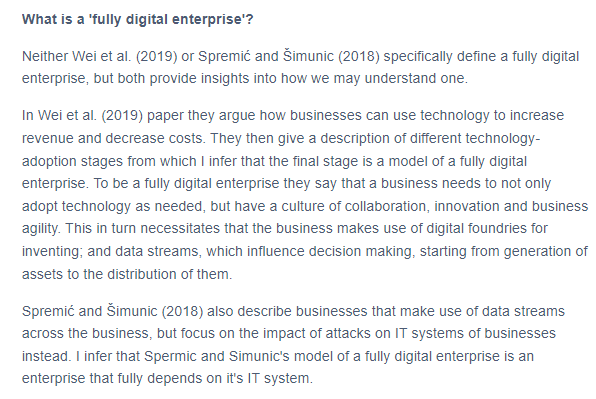 What is a 'fully digital enterprise'?
Neither Wei et al. (2019) or Spremić and Šimunic (2018) specifically define a fully digital
enterprise, but both provide insights into how we may understand one.
In Wei et al. (2019) paper they argue how businesses can use technology to increase
revenue and decrease costs. They then give a description of different technology-
adoption stages from which I infer that the final stage is a model of a fully digital
enterprise. To be a fully digital enterprise they say that a business needs to not only
adopt technology as needed, but have a culture of collaboration, innovation and business
agility. This in turn necessitates that the business makes use of digital foundries for
inventing; and data streams, which influence decision making, starting from generation of
assets to the distribution of them.
Spremić and Šimunic (2018) also describe businesses that make use of data streams
across the business, but focus on the impact of attacks on IT systems of businesses
instead. I infer that Spermic and Simunic's model of a fully digital enterprise is an
enterprise that fully depends on it's IT system.